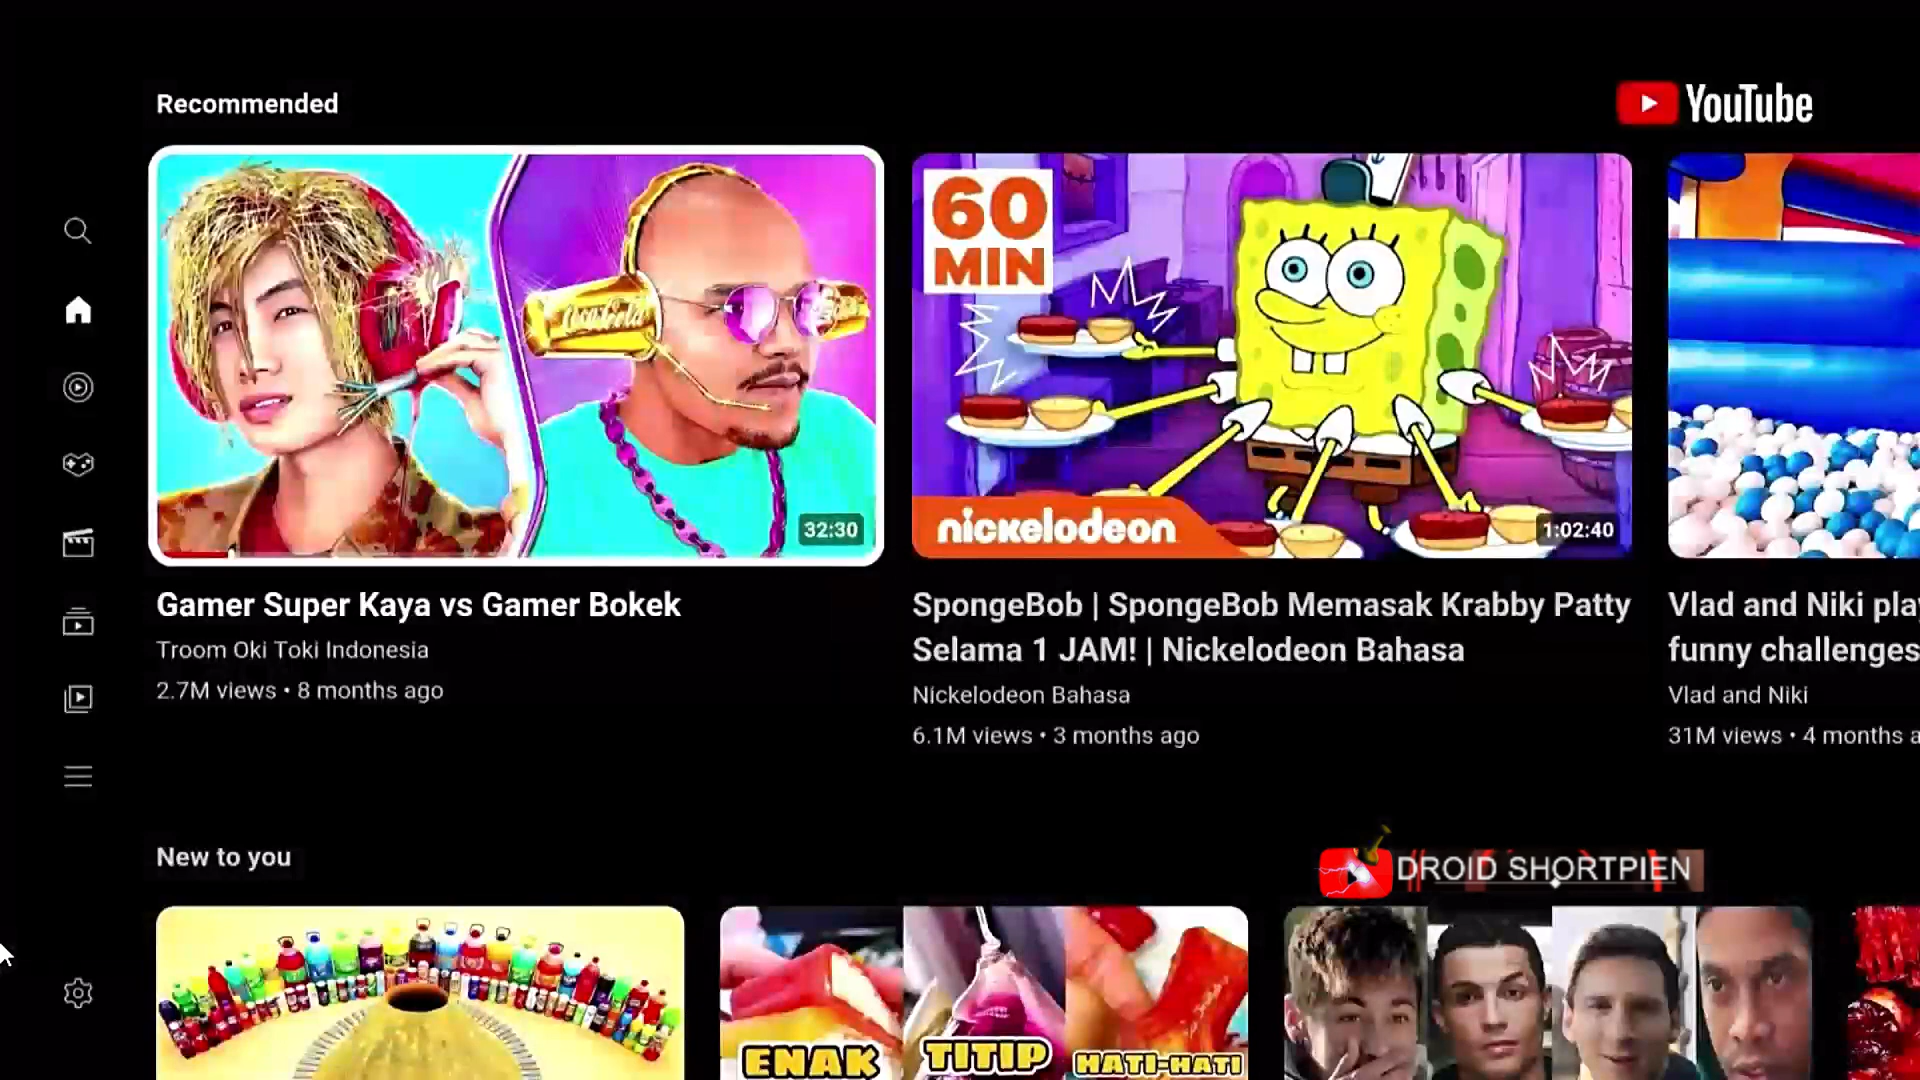 Recommended
YouTube
60
MIN
Coca-Cola
nickelodeon
32:30
1:02:40
Gamer Super Kaya vs Gamer Bokek
Troom Oki Toki Indonesia
2.7M views • 8 months ago
SpongeBob | SpongeBob Memasak Krabby Patty
Selama 1 JAM! | Nickelodeon Bahasa
Nickelodeon Bahasa
6.1M views • 3 months ago
Vlad and Niki pla
funny challenges
Vlad and Niki
31M views • 4 months a
New to you
DROID SHORTPIEN
ENAK
TITIP
HATI-HATI